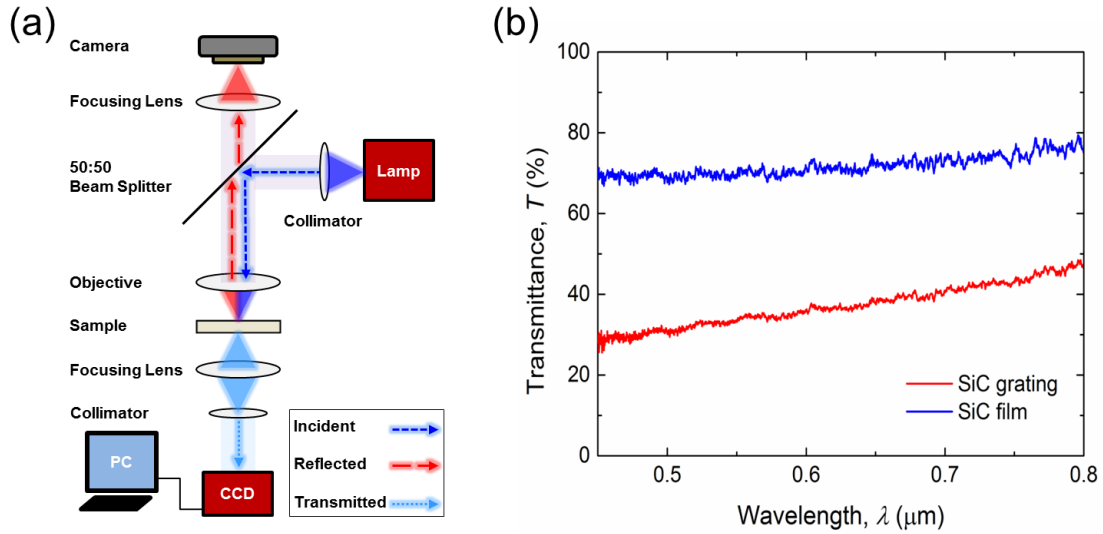 (a)
Camera
Focusing Lens
50:50
Beam Splitter
Lamp
Collimator
Objective
Sample
Focusing Lens
Collimator
PC
CCD
Incident
Reflected
Transmitted
(b)
Transmittance, T (%)
100
80
60
40
20
0
0.5
0.6
0.7
0.8
SiC grating
SiC film
Wavelength, λ (μm)